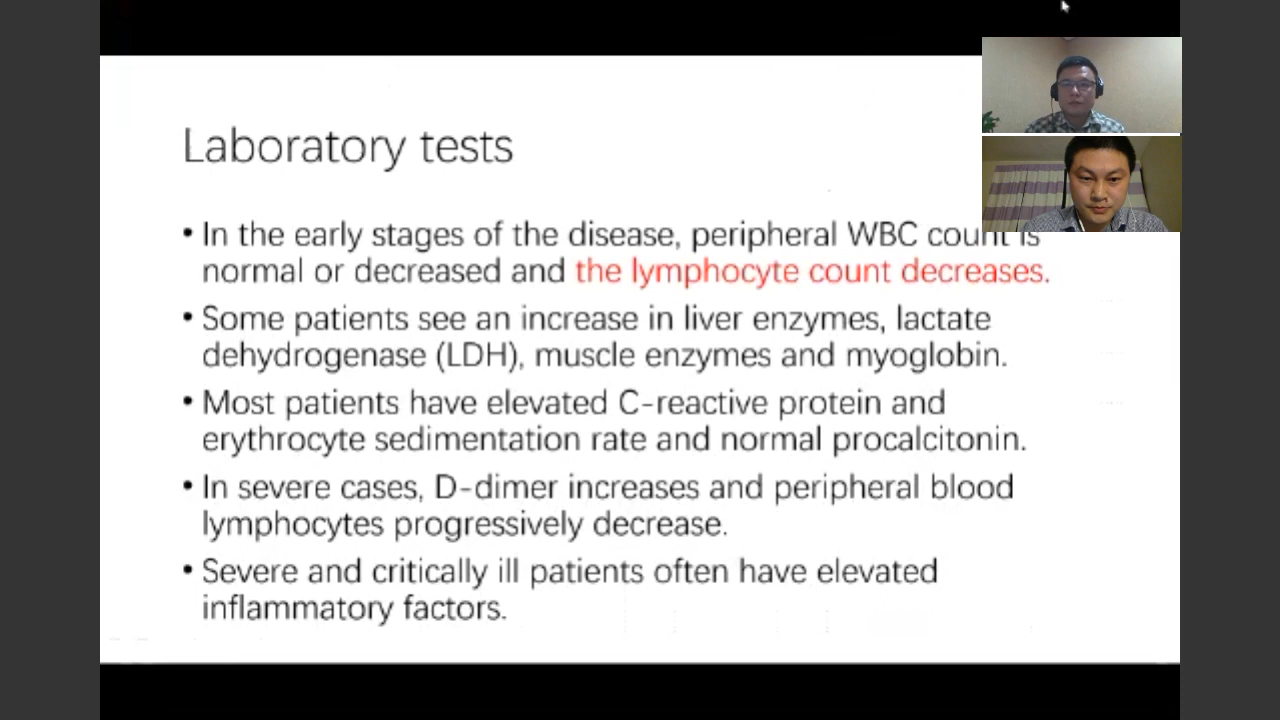 Laboratory tests
• In the early stages of the disease, peripheral WBC count is
normal or decreased and the lymphocyte count decreases.
• Some patients see an increase in liver enzymes, lactate
dehydrogenase (LDH), muscle enzymes and myoglobin.
• Most patients have elevated C-reactive protein and
erythrocyte sedimentation rate and normal procalcitonin.
• In severe cases, D-dimer increases and peripheral blood
lymphocytes progressively decrease.
• Severe and critically ill patients often have elevated
inflammatory factors.